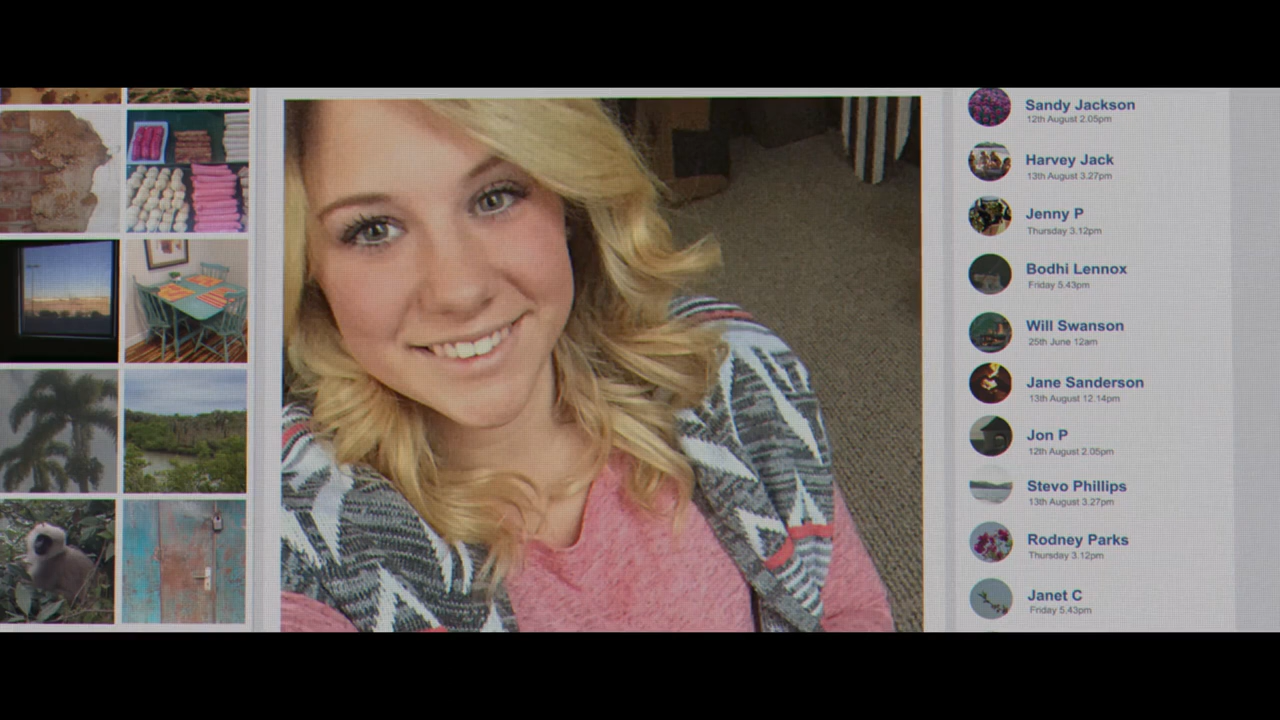 Sandy Jackson
12th August 2.05pm
Harvey Jack
13th August 3.27pm
Jenny P
Thursday 3.12pm
Bodhi Lennox
Friday 5.43pm
Will Swanson
25th June 12am
Jane Sanderson
13th August 12.14pm
Jon P
12th August 2.05pm
Stevo Phillips
13th August 3.27pm
Rodney Parks
Thursday 3.12pm
Janet C
Friday 5.43pm